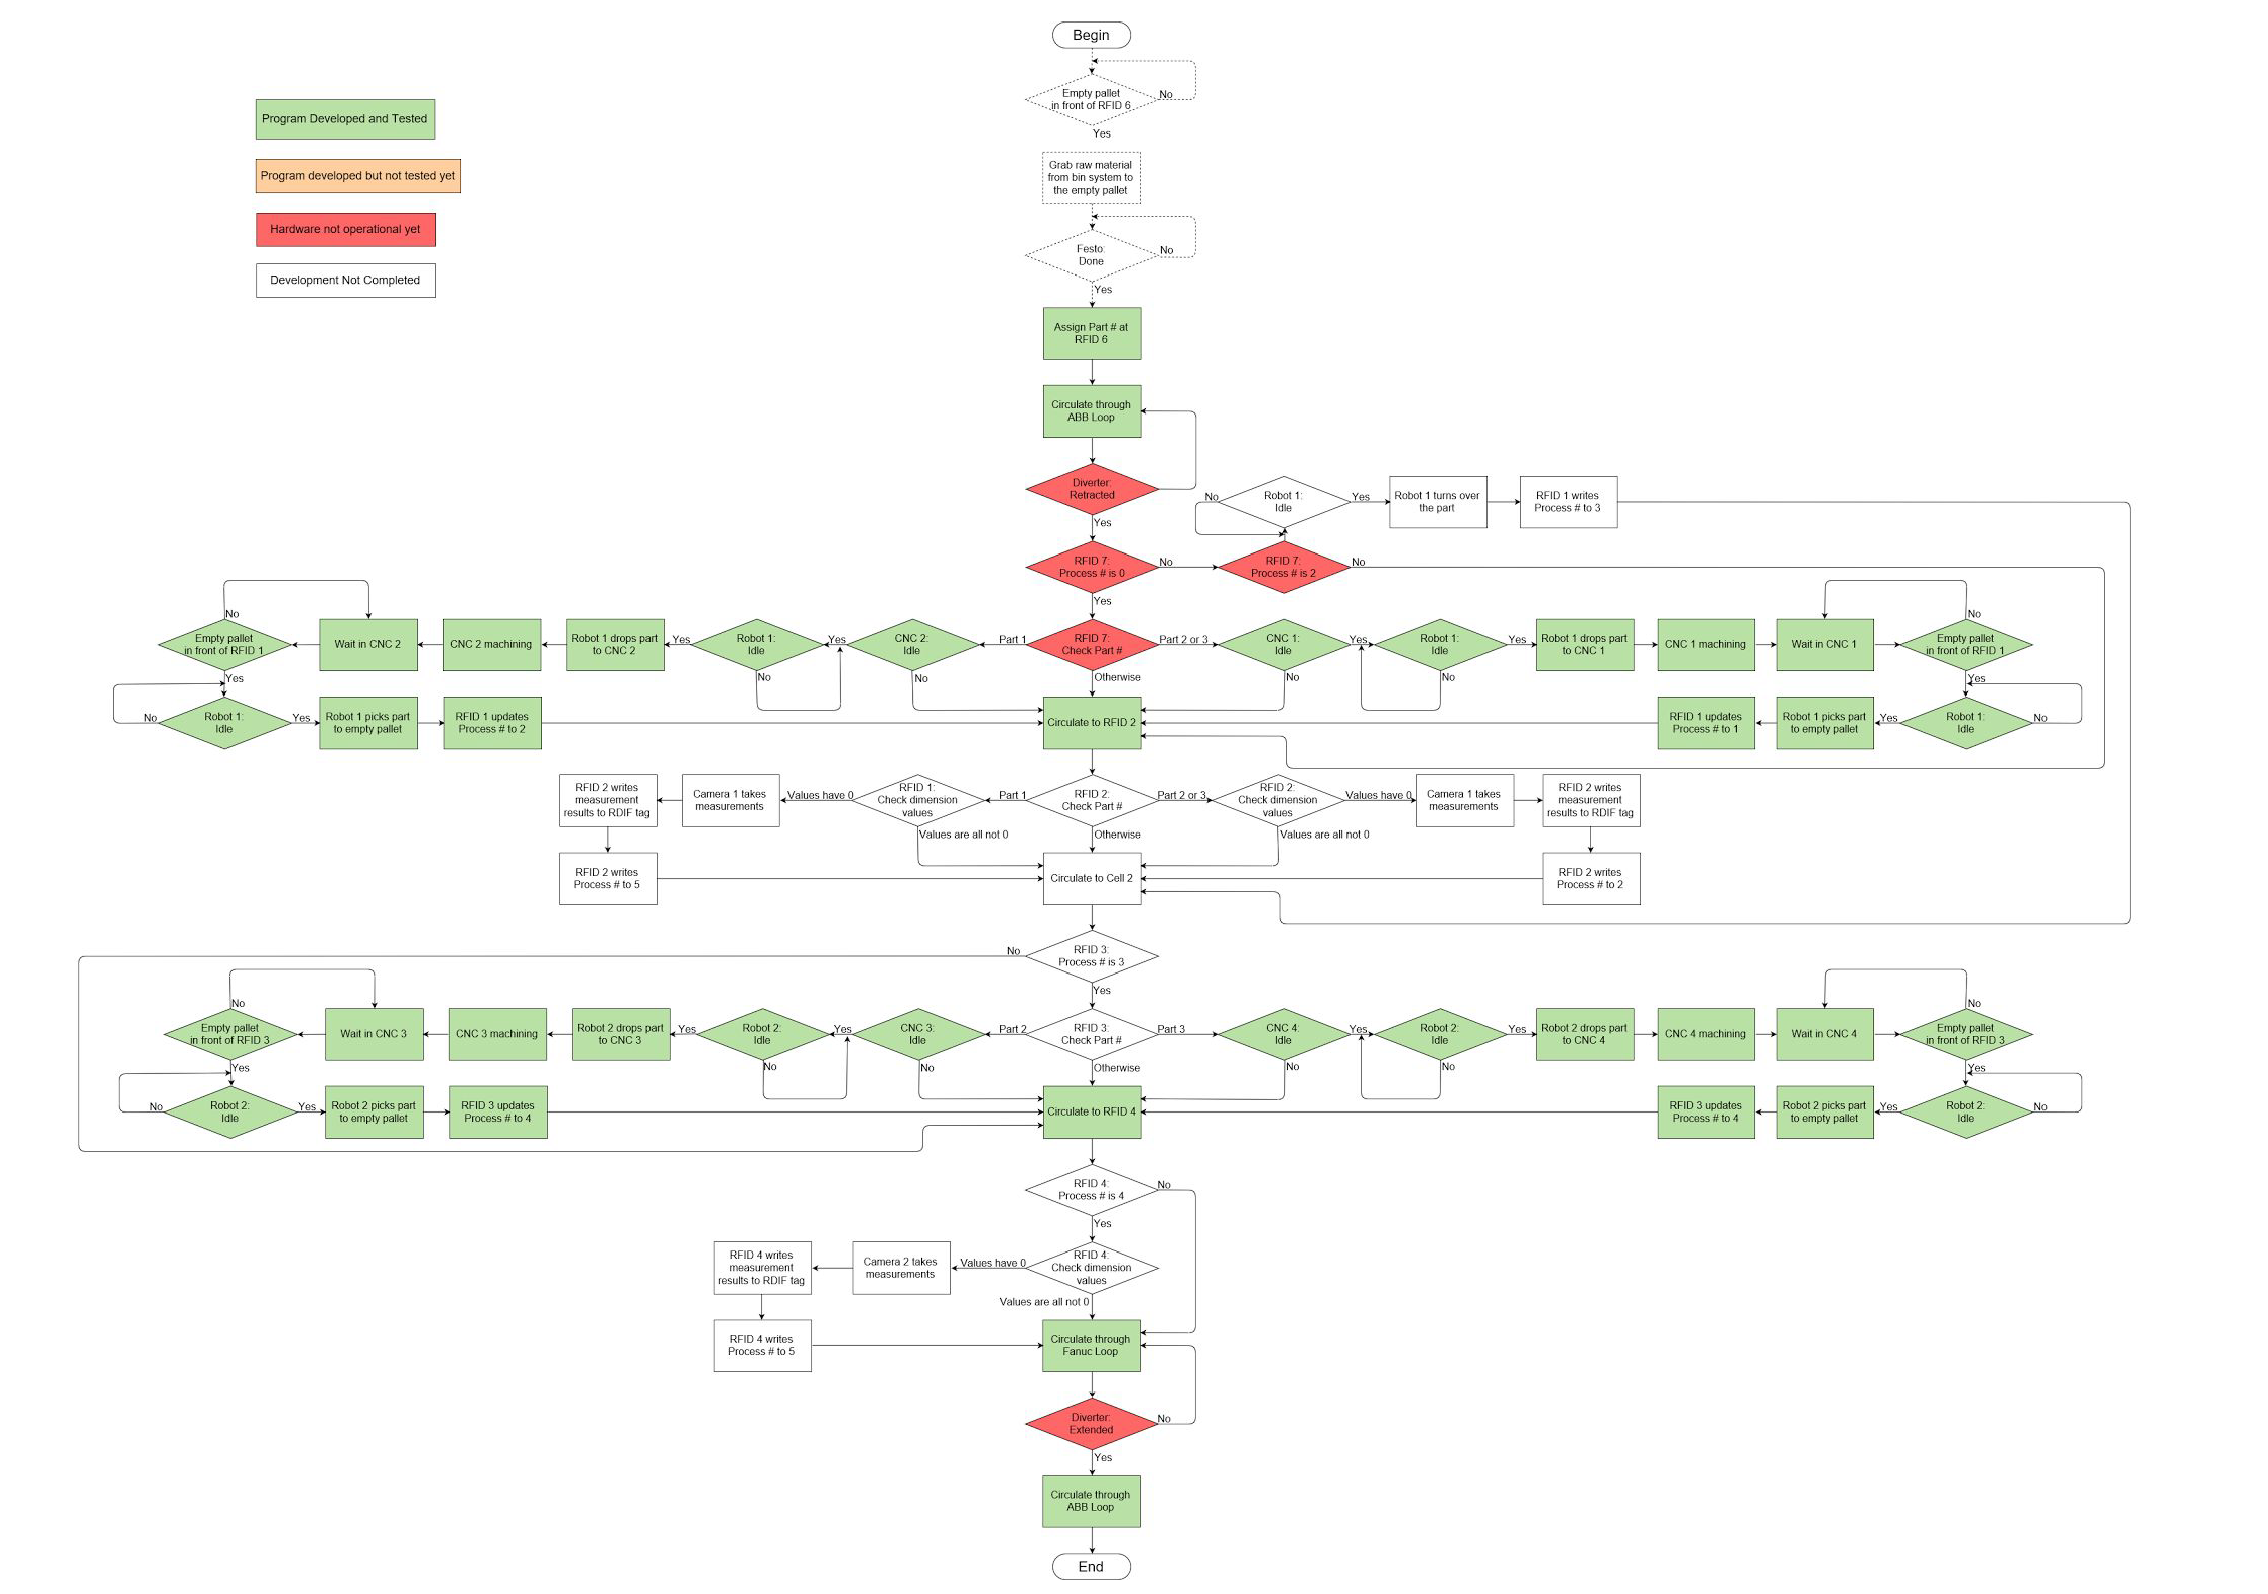 Begin
Empty pallet
in front of RFID 6
No
Yes
Program Developed and Tested
Program developed but not tested yet
Hardware not operational yet
Development Not Completed
Grab raw material
from bin system to
the empty pallet
Festo:
Done
No
Yes
Assign Part # at
RFID 6
Circulate through
ABB Loop
Diverter:
Retracted
Yes
No
Robot 1:
Idle
Yes
Robot 1 turns over
the part
RFID 1 writes
Process # to 3
RFID 7:
Process # is 0
No
RFID 7:
Process # is 2
No
Yes
No
Empty pallet
in front of RFID 1
Wait in CNC 2
CNC 2 machining
Robot 1 drops part
to CNC 2
Yes
Robot 1:
Idle
Yes
CNC 2:
Idle
Part 1
RFID 7:
Check Part #
Part 2 or 3
CNC 1:
Idle
Yes
Robot 1:
Idle
Yes
Robot 1 drops part
to CNC 1
CNC 1 machining
Wait in CNC 1
No
Empty pallet
in front of RFID 1
Yes
No
No
Otherwise
No
No
Yes
No
Robot 1:
Idle
Yes
Robot 1 picks part
to empty pallet
RFID 1 updates
Process # to 2
Circulate to RFID 2
RFID 1 updates
Process # to 1
Robot 1 picks part
to empty pallet
Yes
Robot 1:
Idle
No
RFID 2 writes
measurement
results to RDIF tag
Camera 1 takes
measurements
Values have 0
RFID 1:
Check dimension
values
Part 1
RFID 2:
Check Part #
Part 2 or 3
RFID 2:
Check dimension
values
Values have 0
Camera 1 takes
measurements
RFID 2 writes
measurement
results to RDIF tag
Values are all not 0
Otherwise
Values are all not 0
RFID 2 writes
Process # to 5
Circulate to Cell 2
RFID 2 writes
Process # to 2
No
RFID 3:
Process # is 3
Yes
No
Empty pallet
in front of RFID 3
Wait in CNC 3
CNC 3 machining
Robot 2 drops part
to CNC 3
Yes
Robot 2:
Idle
Yes
CNC 3:
Idle
Part 2
RFID 3:
Check Part #
Part 3
CNC 4:
Idle
Yes
Robot 2:
Idle
Yes
Robot 2 drops part
to CNC 4
CNC 4 machining
Wait in CNC 4
No
Empty pallet
in front of RFID 3
Yes
No
No
Otherwise
No
No
Yes
No
Robot 2:
Idle
Yes
Robot 2 picks part
to empty pallet
RFID 3 updates
Process # to 4
Circulate to RFID 4
RFID 3 updates
Process # to 4
Robot 2 picks part
to empty pallet
Yes
Robot 2:
Idle
No
RFID 4:
Process # is 4
No
Yes
RFID 4 writes
measurement
results to RDIF tag
Camera 2 takes
measurements
Values have 0
RFID 4:
Check dimension
values
Values are all not 0
RFID 4 writes
Process # to 5
Circulate through
Fanuc Loop
Diverter:
Extended
No
Yes
Circulate through
ABB Loop
End